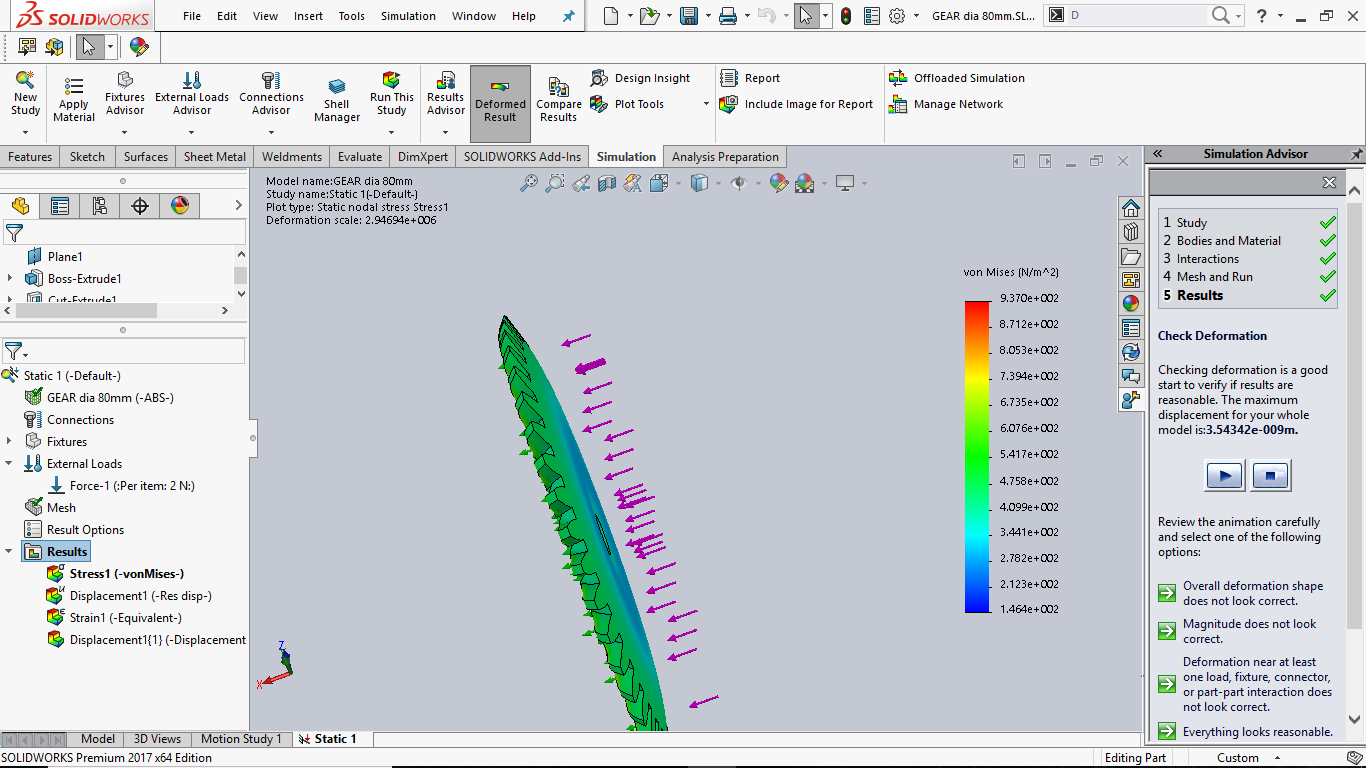 SOLIDWORKS
File Edit View Insert Tools Simulation Window Help
GEAR dia 80mm.SL...
D
New Study
Apply Material
Fixtures Advisor
External Loads Advisor
Connections Advisor
Shell Manager
Run This Study
Results Advisor
Deformed Result
Compare Results
Design Insight
Plot Tools
Report
Include Image for Report
Offloaded Simulation
Manage Network
Features Sketch Surfaces Sheet Metal Weldments Evaluate DimXpert SOLIDWORKS Add-Ins Simulation Analysis Preparation
Plane1
Boss-Extrude1
Cut-Extrude1
Static 1 (-Default-)
GEAR dia 80mm (-ABS-)
Connections
Fixtures
External Loads
Force-1 (:Per item: 2 N:)
Mesh
Result Options
Results
Stress1 (-vonMises-)
Displacement1 (-Res disp-)
Strain1 (-Equivalent-)
Displacement1{1} (-Displacement
Model name:GEAR dia 80mm
Study name:Static 1(-Default-)
Plot type: Static nodal stress Stress1
Deformation scale: 2.94694e+006
von Mises (N/m^2)
9.370e+002
8.712e+002
8.053e+002
7.394e+002
6.735e+002
6.076e+002
5.417e+002
4.758e+002
4.099e+002
3.441e+002
2.782e+002
2.123e+002
1.464e+002
Z
X
Simulation Advisor
1 Study
2 Bodies and Material
3 Interactions
4 Mesh and Run
5 Results
Check Deformation
Checking deformation is a good
start to verify if results are
reasonable. The maximum
displacement for your whole
model is:3.54342e-009m.
Review the animation carefully
and select one of the following
options:
Overall deformation shape
does not look correct.
Magnitude does not look
correct.
Deformation near at least
one load, fixture, connector,
or part-part interaction does
not look correct.
Everything looks reasonable.
Model 3D Views Motion Study 1 Static 1
SOLIDWORKS Premium 2017 x64 Edition
Editing Part
Custom